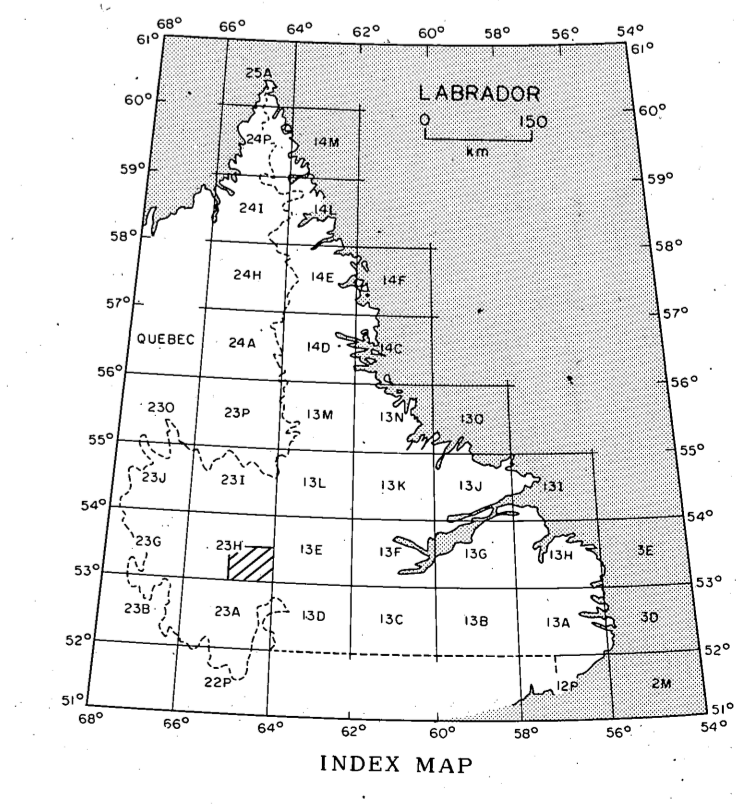 68° 66° 64° 62° 60° 58° 56° 54°
61° 61°
25A
LABRADOR
60° 60°
0 150
km
24P 14M
59° 59°
24I 14L
58° 58°
24H 14E 14F
57° 57°
QUEBEC 24A 14D 14C
56° 56°
23O 23P 13M 13N 13O
55° 55°
23J 23I 13L 13K 13J 13I
54° 54°
23G 23H 13E 13F 13G 13H 3E
53° 53°
23B 23A 13D 13C 13B 13A 3D
52° 52°
22P 12P 2M
51° 51°
68° 66° 64° 62° 60° 58° 56° 54°
INDEX MAP